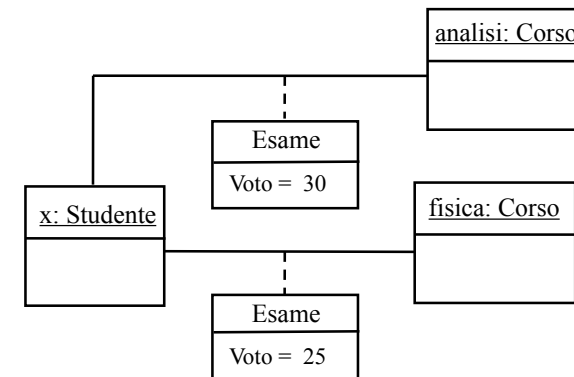 analisi: Corso
Esame
Voto = 30
x: Studente
fisica: Corso
Esame
Voto = 25